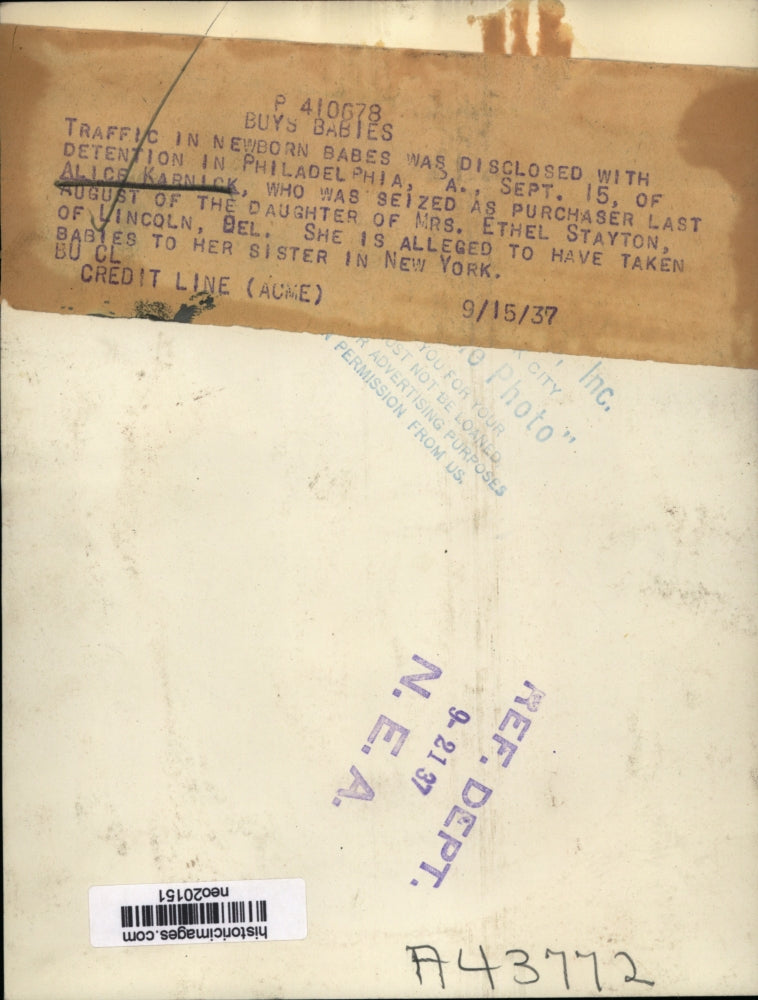 P 410678
BUYS BABIES
TRAFFIC IN NEWBORN BABES WAS DISCLOSED WITH
DETENTION IN PHILADELPHIA, A., SEPT. 15, OF
ALICE KARNICK, WHO WAS SEIZED AS PURCHASER LAST
AUGUST OF THE DAUGHTER OF MRS. ETHEL STAYTON,
OF LINCOLN, DEL. SHE IS ALLEGED TO HAVE TAKEN
BABIES TO HER SISTER IN NEW YORK.
BU CL
CREDIT LINE (ACME)
9/15/37
, Inc.
K CITY
Photo"
YOU FOR YOUR
UST NOT BE LOANED
R ADVERTISING PURPOSES
N PERMISSION FROM US.
REF. DEPT.
9-21 37
N. E. A.
historicimages.com
neo20151
A43772